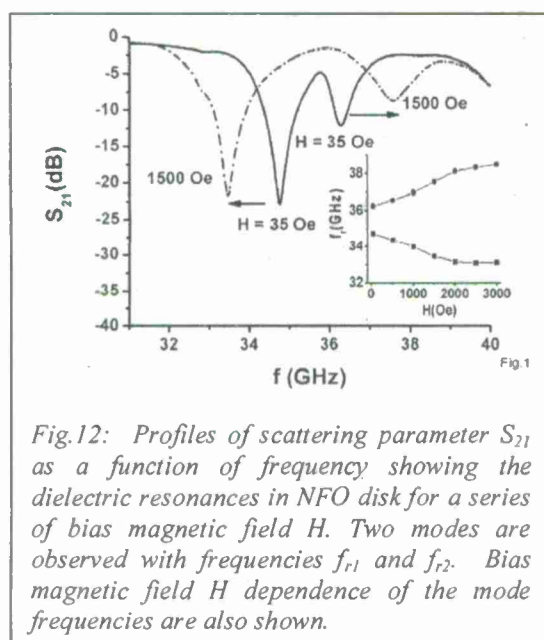 0
-5
-10
-15
-20
-25
-30
-35
-40
S21(dB)
1500 Oe
H = 35 Oe
H = 35 Oe
1500 Oe
38
36
34
32
fr(GHz)
0 1000 2000 3000
H(Oe)
32 34 36 38 40
f (GHz)
Fig.1
Fig.12: Profiles of scattering parameter S21
as a function of frequency showing the
dielectric resonances in NFO disk for a series
of bias magnetic field H. Two modes are
observed with frequencies fr1 and fr2. Bias
magnetic field H dependence of the mode
frequencies are also shown.